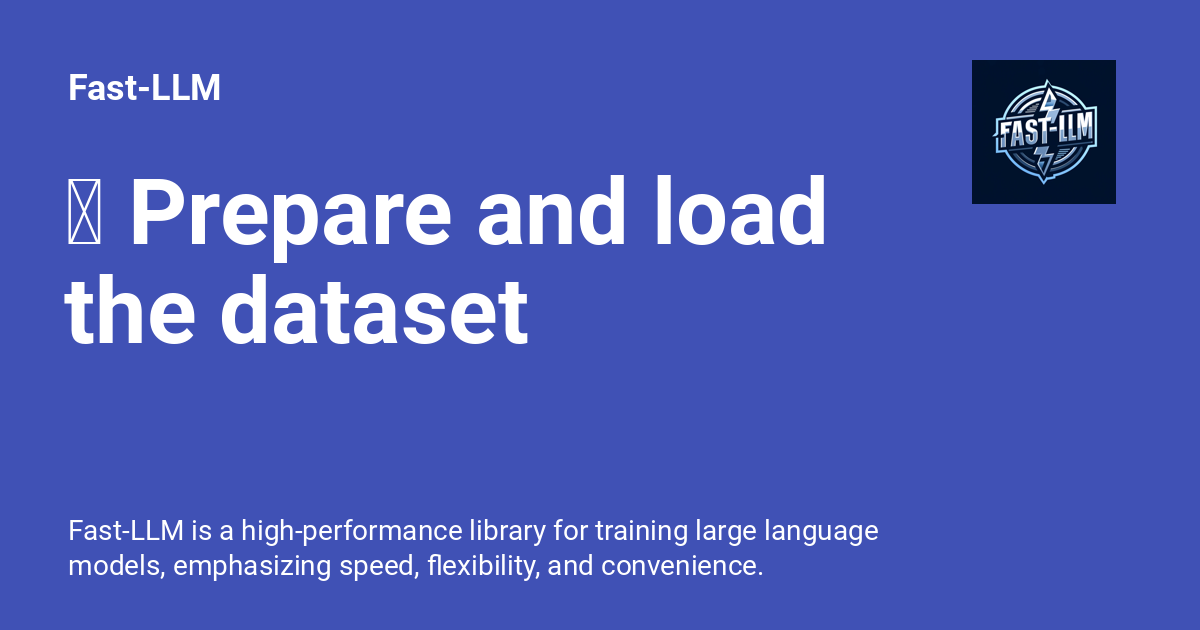 Fast-LLM
FAST-LLM
Prepare and load
the dataset
Fast-LLM is a high-performance library for training large language
models, emphasizing speed, flexibility, and convenience.